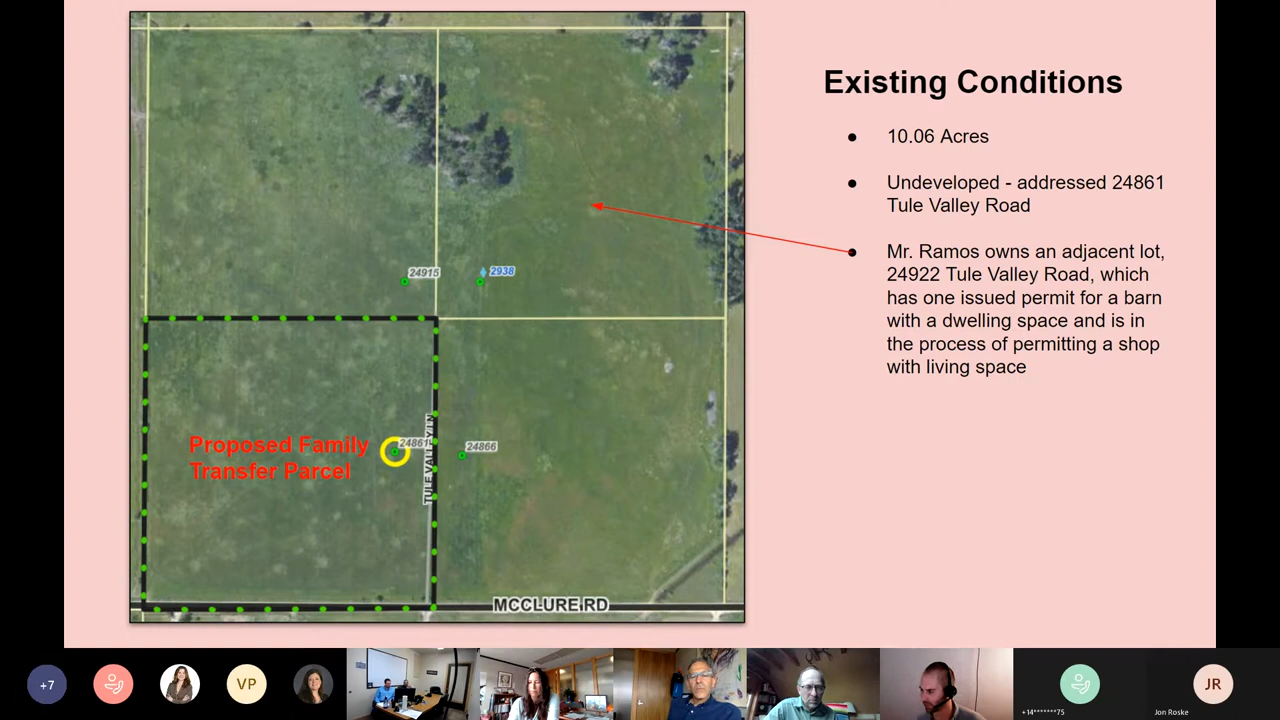 Existing Conditions
● 10.06 Acres
● Undeveloped - addressed 24861
Tule Valley Road
● Mr. Ramos owns an adjacent lot,
24922 Tule Valley Road, which
has one issued permit for a barn
with a dwelling space and is in
the process of permitting a shop
with living space
24915
2938
Proposed Family
Transfer Parcel
24861
24866
TULE VALLEY LN
MCCLURE RD
+7
VP
+14*******75
JR
Jon Roske